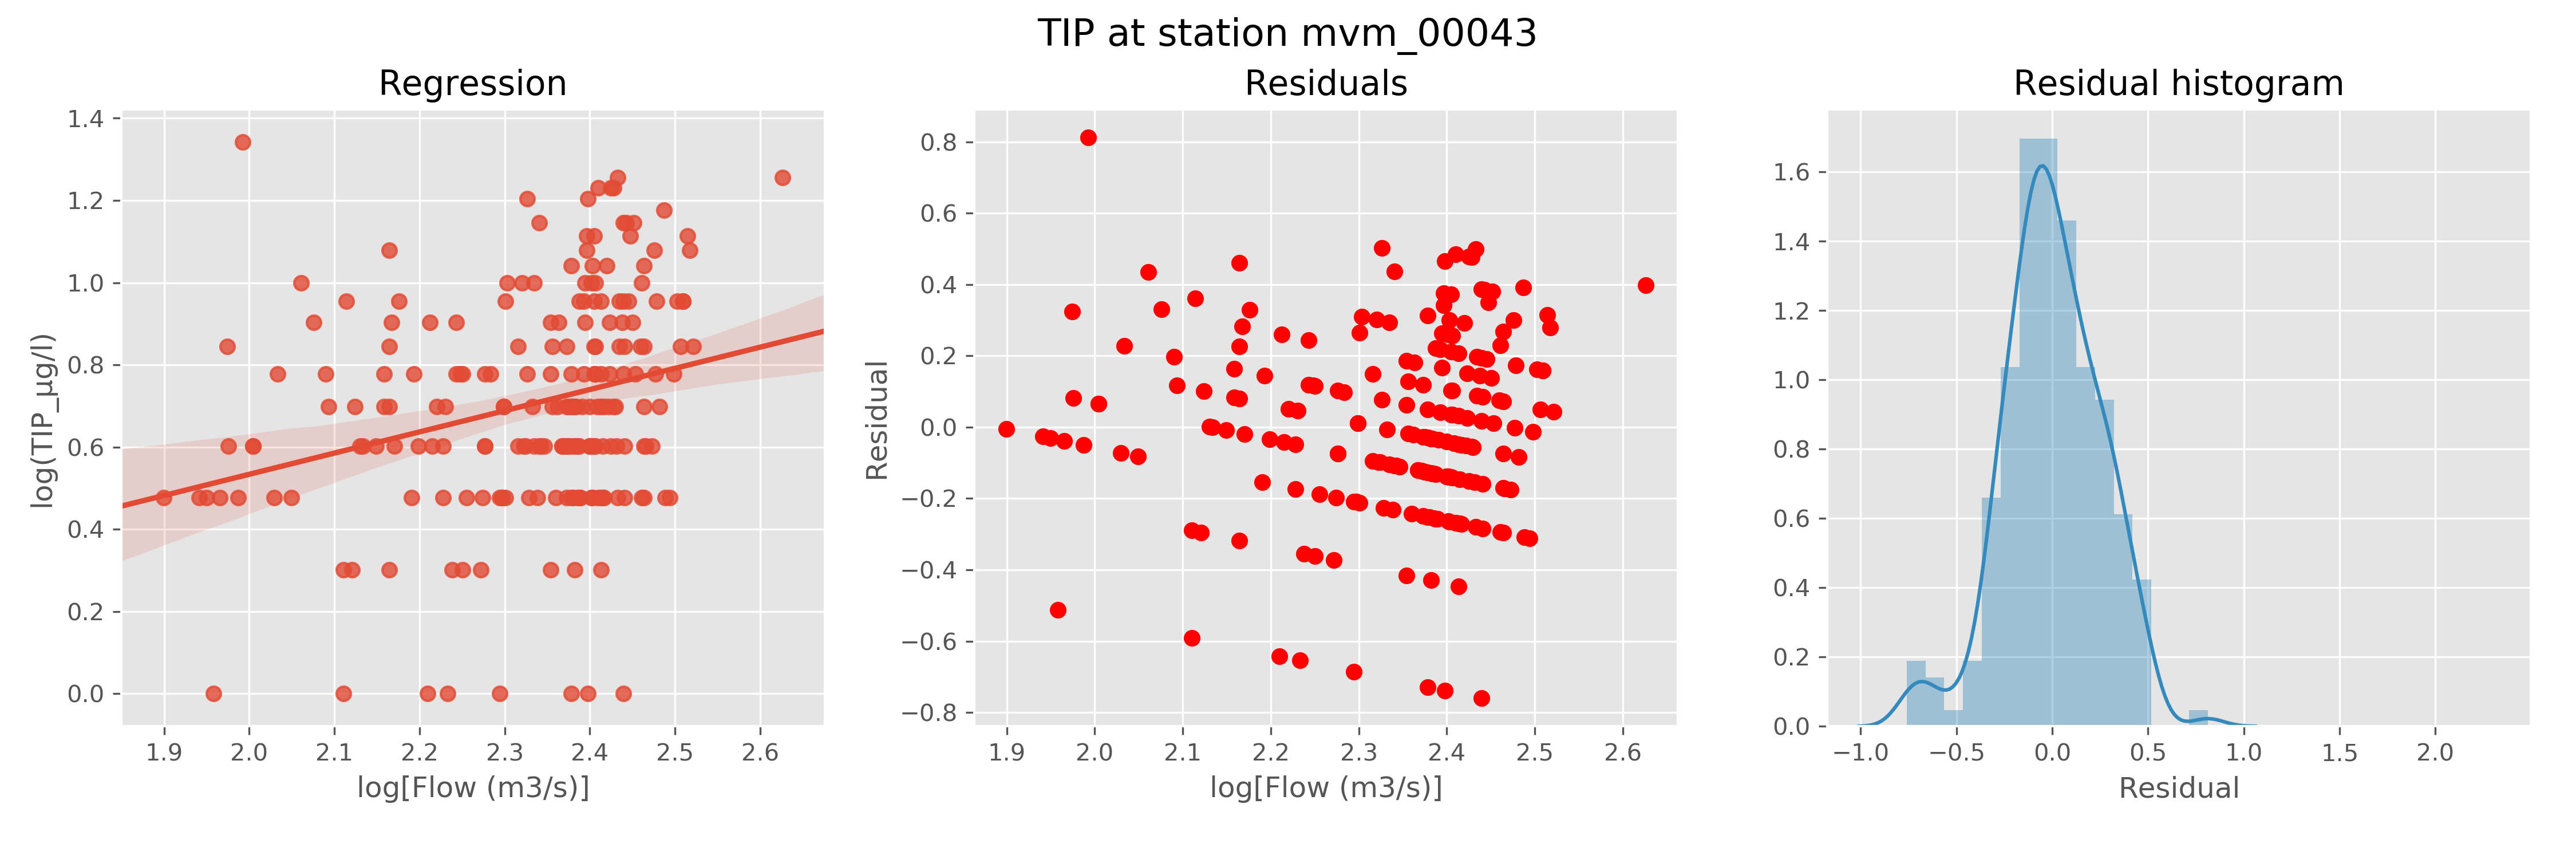 TIP at station mvm_00043
Regression
1.4
1.2
1.0
0.8
0.6
0.4
0.2
0.0
log(TIP_µg/l)
1.9 2.0 2.1 2.2 2.3 2.4 2.5 2.6
log[Flow (m3/s)]
Residuals
0.8
0.6
0.4
0.2
0.0
−0.2
−0.4
−0.6
−0.8
Residual
1.9 2.0 2.1 2.2 2.3 2.4 2.5 2.6
log[Flow (m3/s)]
Residual histogram
1.6
1.4
1.2
1.0
0.8
0.6
0.4
0.2
0.0
−1.0 −0.5 0.0 0.5 1.0 1.5 2.0
Residual